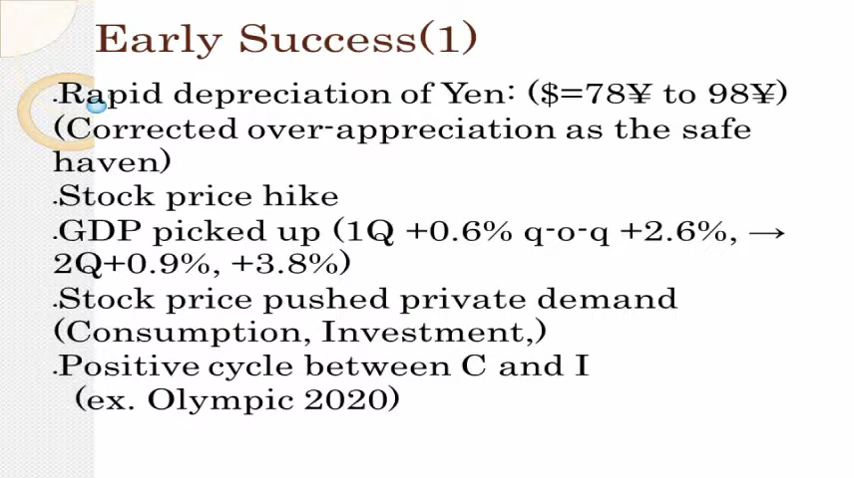 Early Success(1)
.Rapid depreciation of Yen: ($=78¥ to 98¥)
(Corrected over-appreciation as the safe
haven)
.Stock price hike
.GDP picked up (1Q +0.6% q-o-q +2.6%, →
2Q+0.9%, +3.8%)
.Stock price pushed private demand
(Consumption, Investment,)
.Positive cycle between C and I
(ex. Olympic 2020)